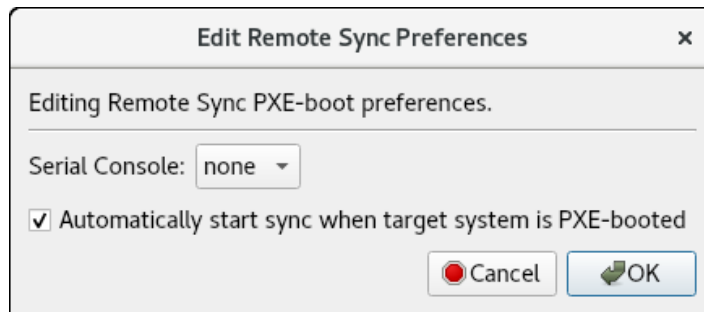 Edit Remote Sync Preferences
Editing Remote Sync PXE-boot preferences.
Serial Console: none
Automatically start sync when target system is PXE-booted
Cancel OK